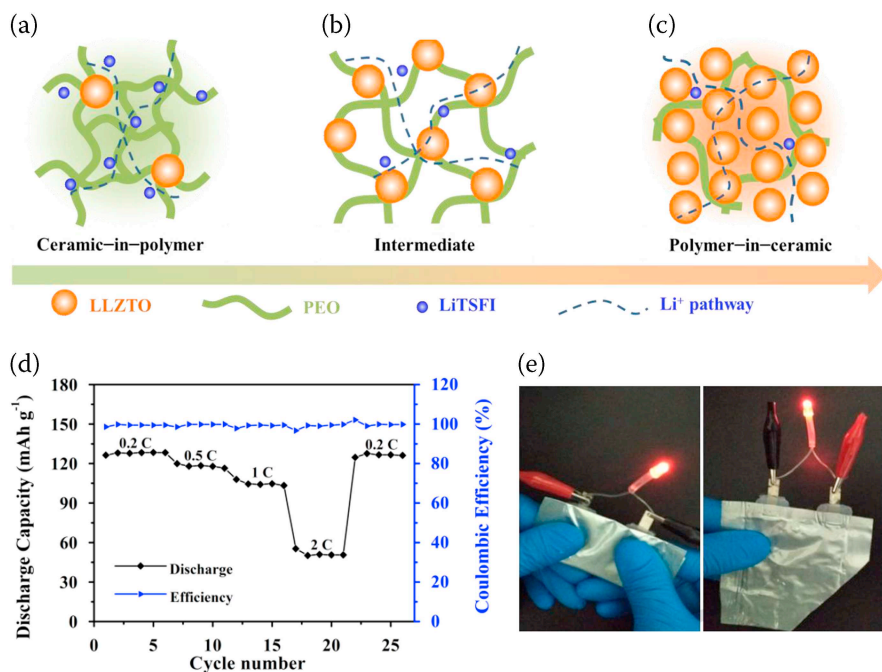 (a)
(b)
(c)
Ceramic–in–polymer
Intermediate
Polymer–in–ceramic
LLZTO
PEO
LiTSFI
Li⁺ pathway
(d)
(e)
180
150
120
90
60
30
0
Discharge Capacity (mAh g⁻¹)
0.2 C
0.5 C
1 C
2 C
0.2 C
Discharge
Efficiency
120
100
80
60
40
20
0
Coulombic Efficiency (%)
0 5 10 15 20 25
Cycle number